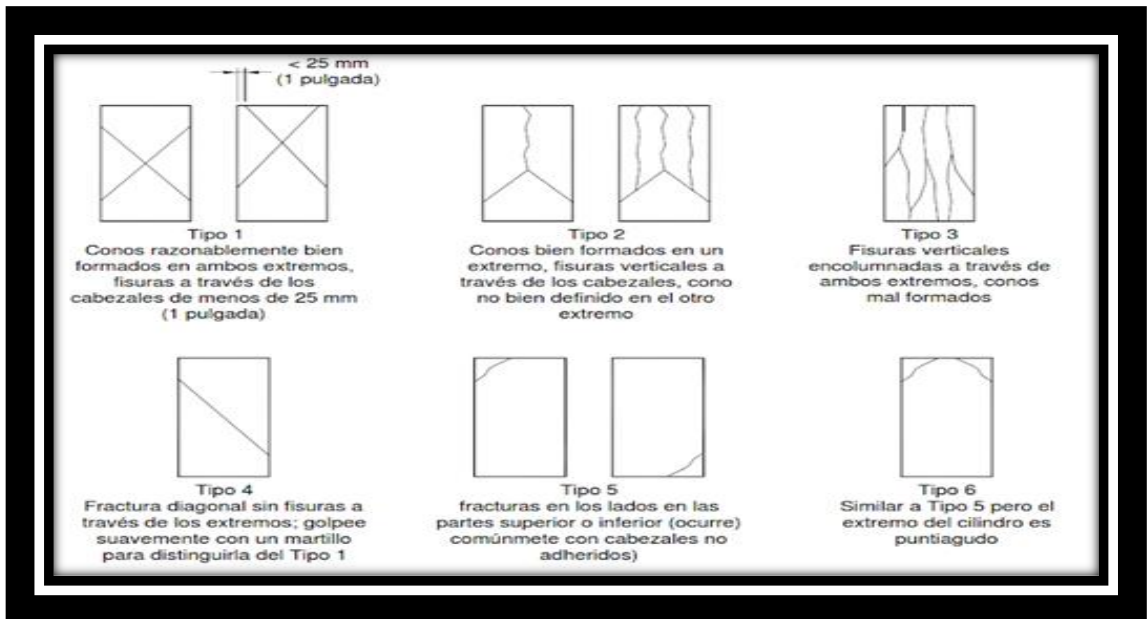 < 25 mm
(1 pulgada)
Tipo 1
Conos razonablemente bien
formados en ambos extremos,
fisuras a través de los
cabezales de menos de 25 mm
(1 pulgada)
Tipo 2
Conos bien formados en un
extremo, fisuras verticales a
través de los cabezales, cono
no bien definido en el otro
extremo
Tipo 3
Fisuras verticales
encolumnadas a través de
ambos extremos, conos
mal formados
Tipo 4
Fractura diagonal sin fisuras a
través de los extremos; golpee
suavemente con un martillo
para distinguirla del Tipo 1
Tipo 5
fracturas en los lados en las
partes superior o inferior (ocurre)
comúnmete con cabezales no
adheridos)
Tipo 6
Similar a Tipo 5 pero el
extremo del cilindro es
puntiagudo